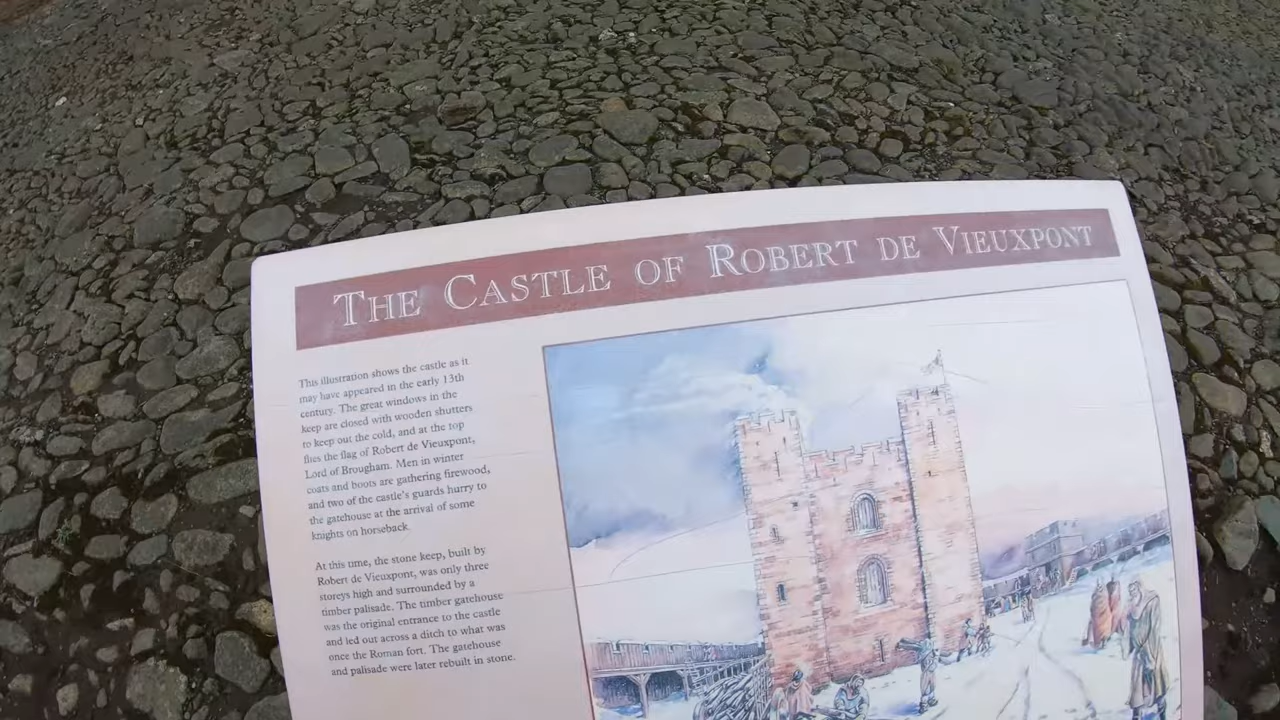 THE CASTLE OF ROBERT DE VIEUXPONT
This illustration shows the castle as it
may have appeared in the early 13th
century. The great windows in the
keep are closed with wooden shutters
to keep out the cold, and at the top
flies the flag of Robert de Vieuxpont,
Lord of Brougham. Men in winter
coats and boots are gathering firewood,
and two of the castle's guards hurry to
the gatehouse at the arrival of some
knights on horseback.
At this time, the stone keep, built by
Robert de Vieuxpont, was only three
storeys high and surrounded by a
timber palisade. The timber gatehouse
was the original entrance to the castle
and led out across a ditch to what was
once the Roman fort. The gatehouse
and palisade were later rebuilt in stone.